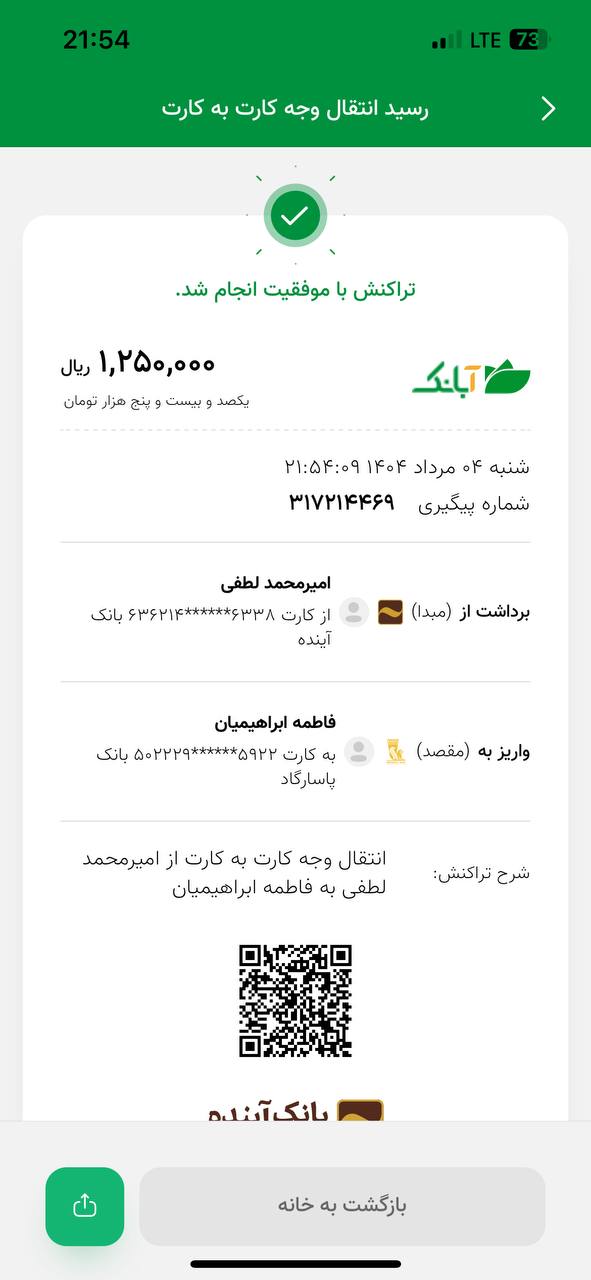 21:54
LTE 73
رسید انتقال وجه کارت به کارت
تراکنش با موفقیت انجام شد.
آبانک
۱,۲۵۰,۰۰۰ ریال
یکصد و بیست و پنج هزار تومان
شنبه ۰۴ مرداد ۱۴۰۴ ۲۱:۵۴:۰۹
شماره پیگیری ۳۱۷۲۱۴۴۶۹
برداشت از (مبدا)
امیرمحمد لطفی
از کارت ۶۳۶۲۱۴******۶۳۳۸ بانک
آینده
واریز به (مقصد)
فاطمه ابراهیمیان
به کارت ۵۰۲۲۲۹******۵۹۲۲ بانک
پاسارگاد
شرح تراکنش:
انتقال وجه کارت به کارت از امیرمحمد
لطفی به فاطمه ابراهیمیان
بانک آینده
بازگشت به خانه